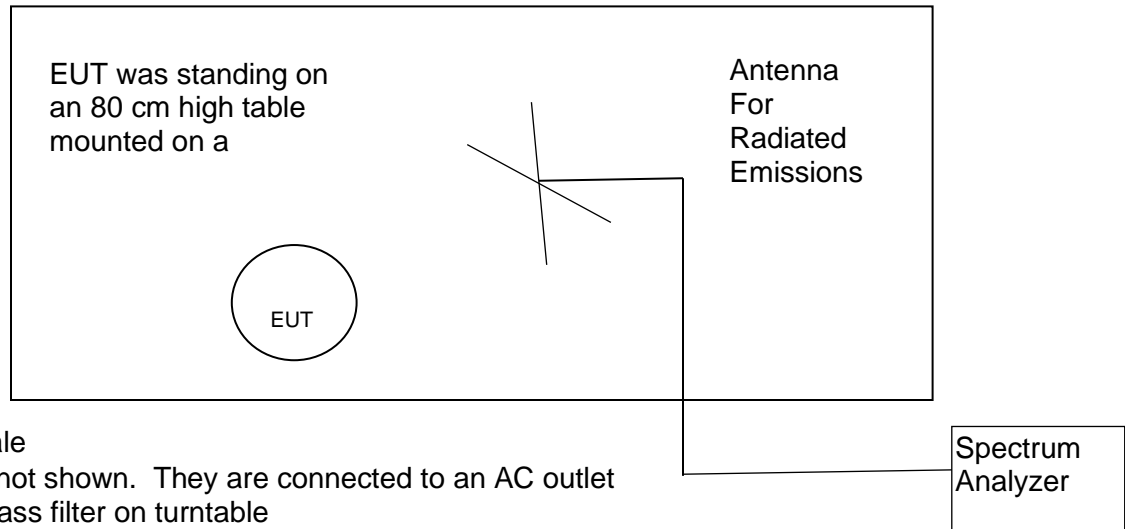 EUT was standing on
an 80 cm high table
mounted on a
Antenna
For
Radiated
Emissions
EUT
Spectrum
Analyzer
not shown. They are connected to an AC outlet
filter on turntable